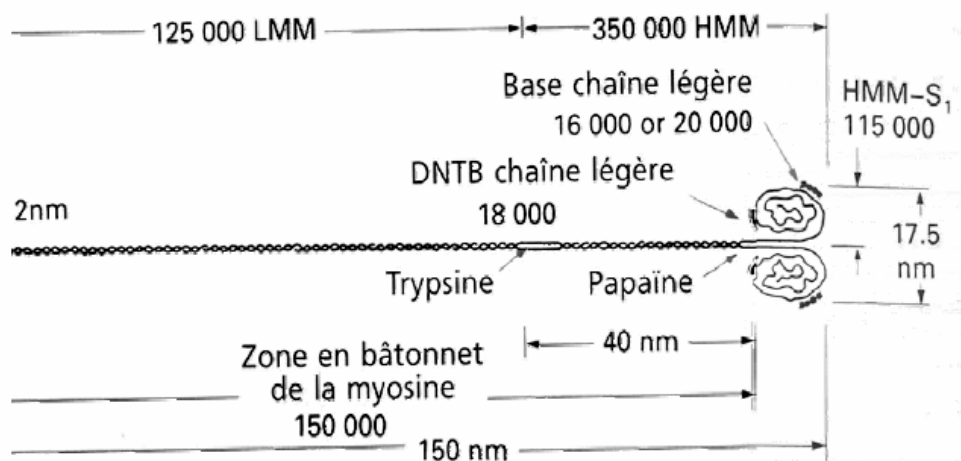 125 000 LMM
350 000 HMM
Base chaîne légère
16 000 or 20 000
HMM–S₁
115 000
DNTB chaîne légère
18 000
2nm
17.5
nm
Trypsine
Papaïne
40 nm
Zone en bâtonnet
de la myosine
150 000
150 nm